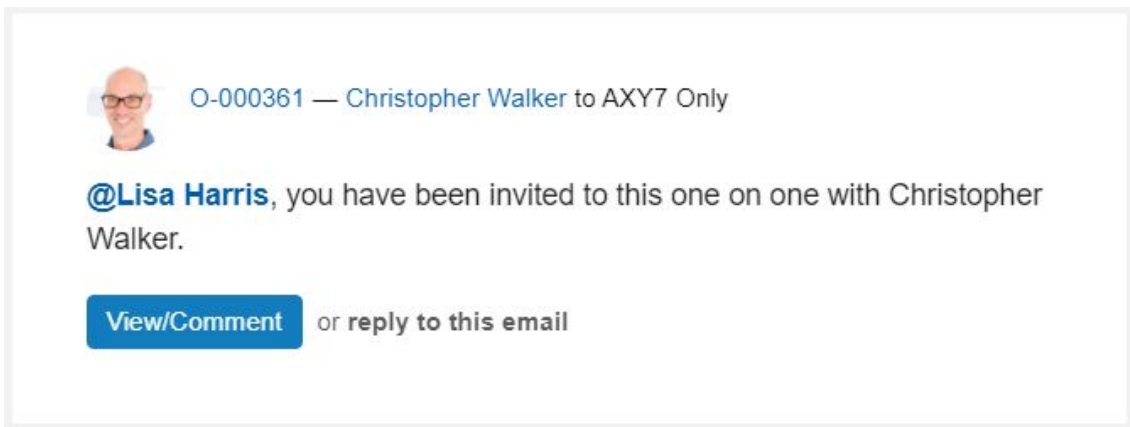 O-000361 — Christopher Walker to AXY7 Only
@Lisa Harris, you have been invited to this one on one with Christopher
Walker.
View/Comment or reply to this email